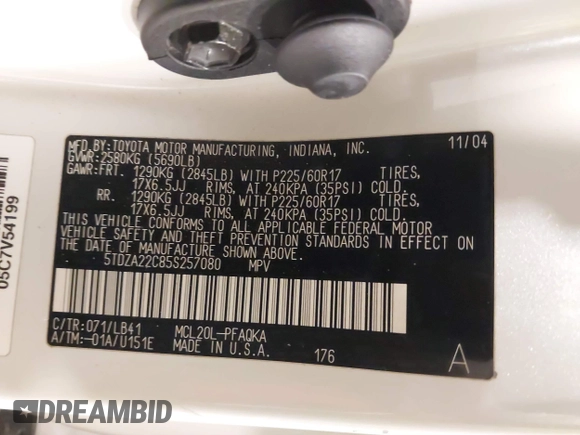 MFD.BY:TOYOTA MOTOR MANUFACTURING, INDIANA, INC. 11/04
GVWR:2580KG (5690LB)
GAWR:FRT. 1290KG (2845LB) WITH P225/60R17 TIRES,
17X6.5JJ RIMS, AT 240KPA (35PSI) COLD.
RR. 1290KG (2845LB) WITH P225/60R17 TIRES,
17X6.5JJ RIMS, AT 240KPA (35PSI) COLD.
THIS VEHICLE CONFORMS TO ALL APPLICABLE FEDERAL MOTOR
VEHICLE SAFETY AND THEFT PREVENTION STANDARDS IN
EFFECT ON THE DATE OF MANUFACTURE SHOWN ABOVE.
5TDZA22C85S257080 MPV
C/TR:071/LB41 MCL20L-PFAQKA
A/TM:-01A/U151E MADE IN U.S.A. 176 A
05C7V54199
DREAMBID